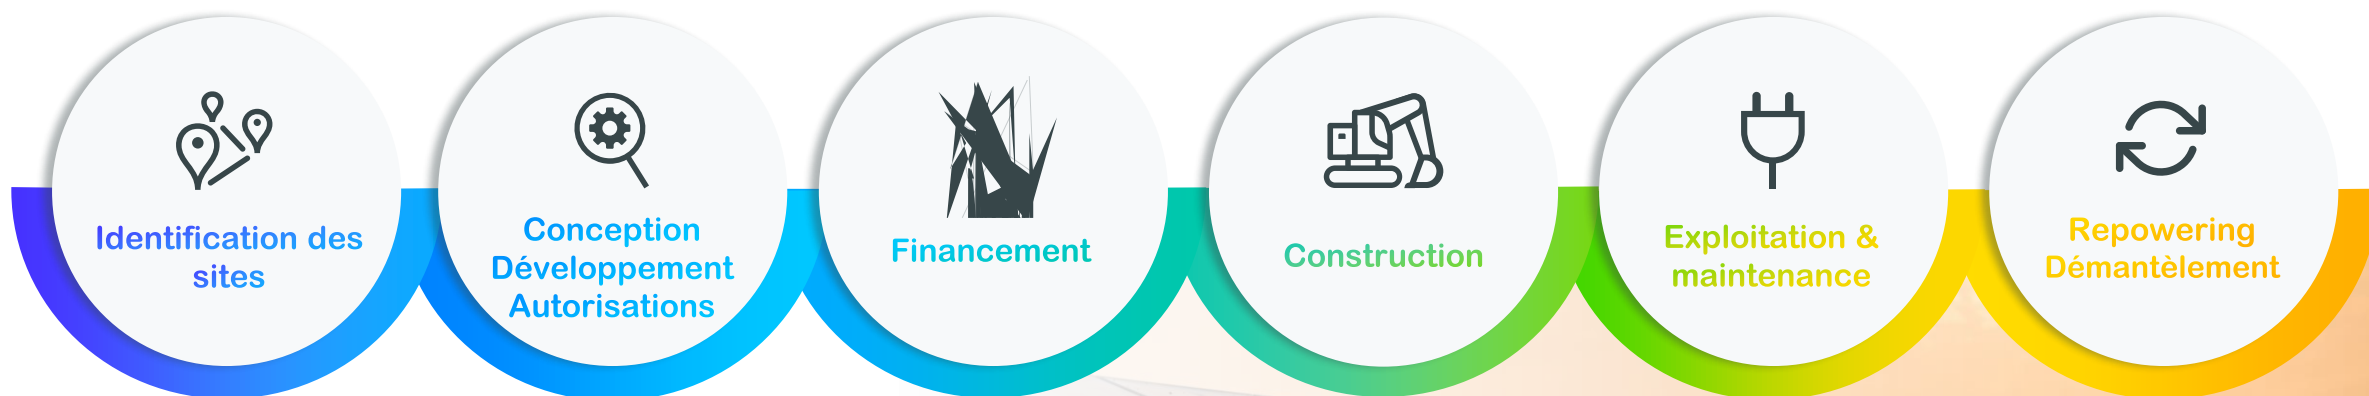 Identification des
sites
Conception
Développement
Autorisations
Financement
Construction
Exploitation &
maintenance
Repowering
Démantèlement